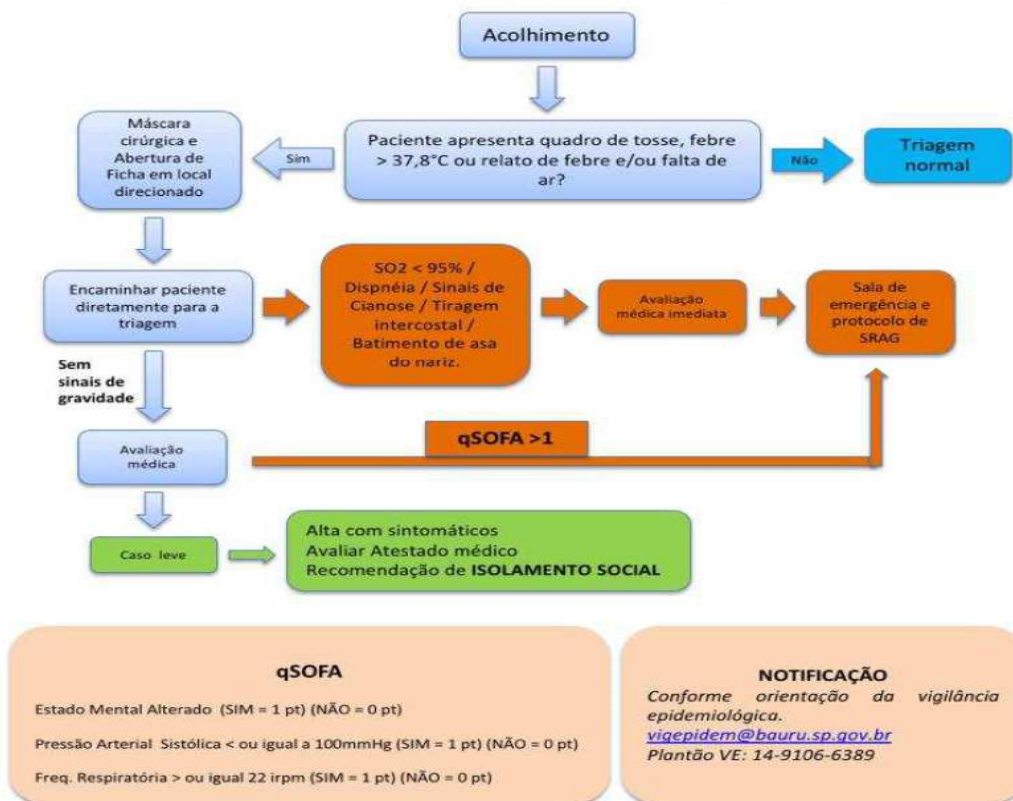 Acolhimento
Máscara
cirúrgica e
Abertura de
Ficha em local
direcionado
Sim
Paciente apresenta quadro de tosse, febre
> 37,8°C ou relato de febre e/ou falta de
ar?
Não
Triagem
normal
Encaminhar paciente
diretamente para a
triagem
SO2 < 95% /
Dispnéia / Sinais de
Cianose / Tiragem
intercostal /
Batimento de asa
do nariz.
Avaliação
médica imediata
Sala de
emergência e
protocolo de
SRAG
Sem
sinais de
gravidade
qSOFA >1
Avaliação
médica
Caso leve
Alta com sintomáticos
Avaliar Atestado médico
Recomendação de ISOLAMENTO SOCIAL
qSOFA
Estado Mental Alterado (SIM = 1 pt) (NÃO = 0 pt)
Pressão Arterial Sistólica < ou igual a 100mmHg (SIM = 1 pt) (NÃO = 0 pt)
Freq. Respiratória > ou igual 22 irpm (SIM = 1 pt) (NÃO = 0 pt)
NOTIFICAÇÃO
Conforme orientação da vigilância
epidemiológica.
vigepidem@bauru.sp.gov.br
Plantão VE: 14-9106-6389